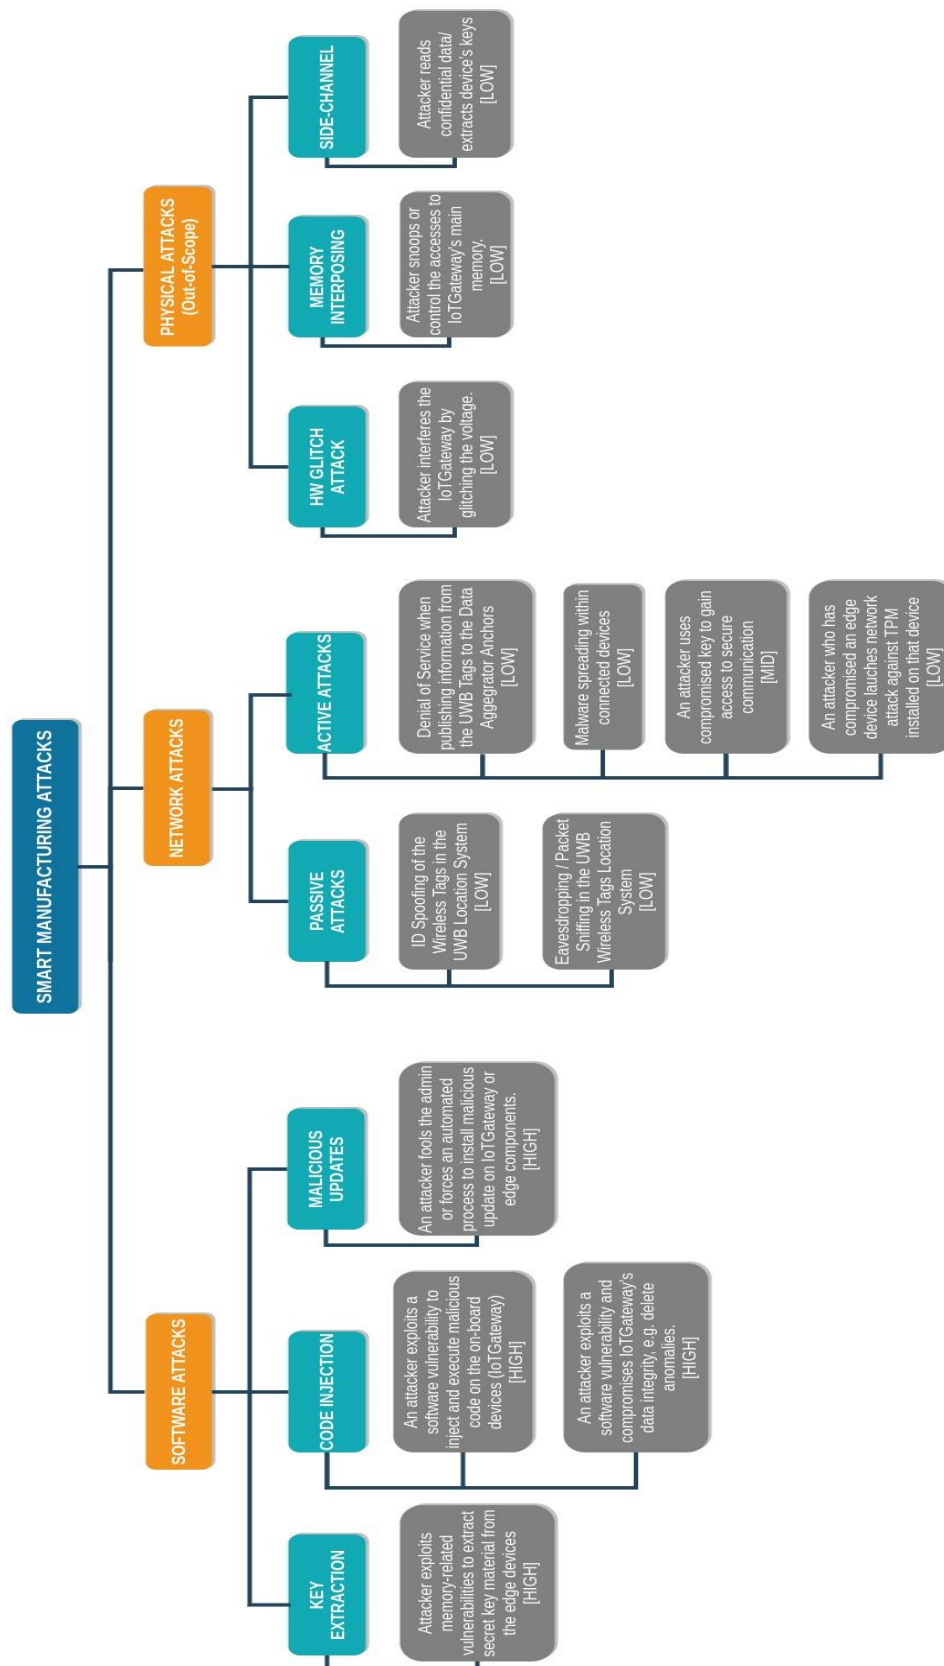 SMART MANUFACTURING ATTACKS
SOFTWARE ATTACKS
NETWORK ATTACKS
PHYSICAL ATTACKS
(Out-of-Scope)
KEY
EXTRACTION
Attacker exploits
memory-related
vulnerabilities to extract
secret key material from
the edge devices
[HIGH]
CODE INJECTION
An attacker exploits a
software vulnerability to
inject and execute malicious
code on the on-board
devices (IoTGateway)
[HIGH]
An attacker exploits a
software vulnerability and
compromises IoTGateway's
data integrity, e.g. delete
anomalies.
[HIGH]
MALICIOUS
UPDATES
An attacker fools the admin
or forces an automated
process to install malicious
update on IoTGateway or
edge components.
[HIGH]
PASSIVE
ATTACKS
ID Spoofing of the
Wireless Tags in the
UWB Location System
[LOW]
Eavesdropping / Packet
Sniffing in the UWB
Wireless Tags Location
System
[LOW]
ACTIVE ATTACKS
Denial of Service when
publishing information from
the UWB Tags to the Data
Aggegrator Anchors
[LOW]
Malware spreading within
connected devices
[LOW]
An attacker uses
compromised key to gain
access to secure
communication
[MID]
An attacker who has
compromised an edge
device lauches network
attack against TPM
installed on that device
[LOW]
HW GLITCH
ATTACK
Attacker interferes the
IoTGateway by
glitching the voltage.
[LOW]
MEMORY
INTERPOSING
Attacker snoops or
control the accesses to
IoTGateway's main
memory.
[LOW]
SIDE-CHANNEL
Attacker reads
confidential data/
extracts device's keys
[LOW]